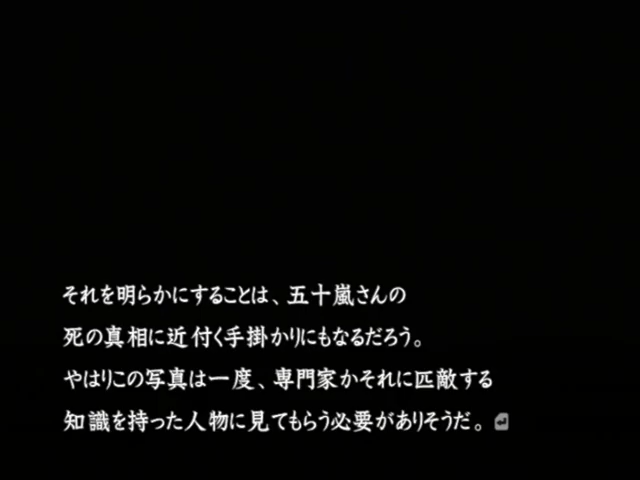 それを明らかにすることは、五十嵐さんの
死の真相に近付く手掛かりにもなるだろう。
やはりこの写真は一度、専門家かそれに匹敵する
知識を持った人物に見てもらう必要がありそうだ。